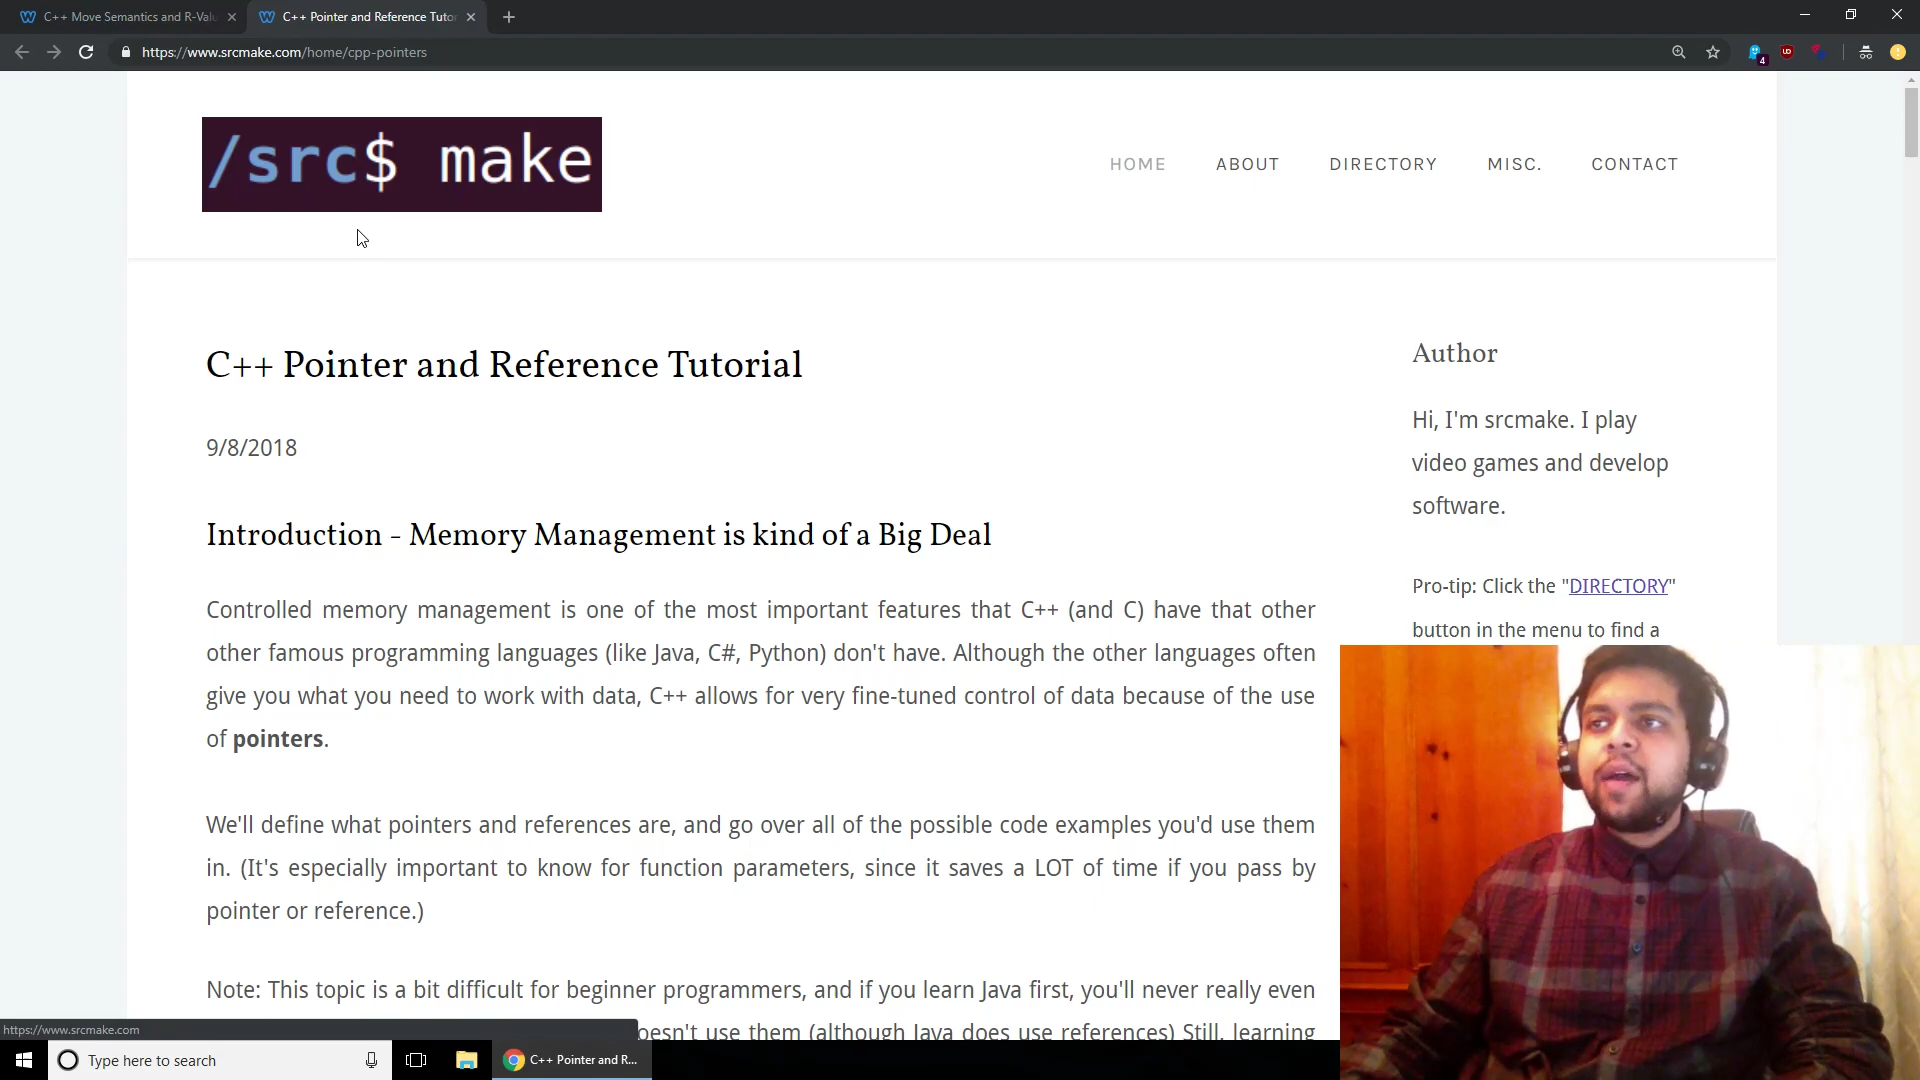 C++ Move Semantics and R-Valu
C++ Pointer and Reference Tutor
https://www.srcmake.com/home/cpp-pointers
4
/src$ make
HOME
ABOUT
DIRECTORY
MISC.
CONTACT
C++ Pointer and Reference Tutorial
9/8/2018
Introduction - Memory Management is kind of a Big Deal
Controlled memory management is one of the most important features that C++ (and C) have that other
other famous programming languages (like Java, C#, Python) don't have. Although the other languages often
give you what you need to work with data, C++ allows for very fine-tuned control of data because of the use
of pointers.
We'll define what pointers and references are, and go over all of the possible code examples you'd use them
in. (It's especially important to know for function parameters, since it saves a LOT of time if you pass by
pointer or reference.)
Note: This topic is a bit difficult for beginner programmers, and if you learn Java first, you'll never really even
oesn't use them (although Java does use references) Still, learning
Author
Hi, I'm srcmake. I play
video games and develop
software.
Pro-tip: Click the "DIRECTORY"
button in the menu to find a
https://www.srcmake.com
Type here to search
C++ Pointer and R...